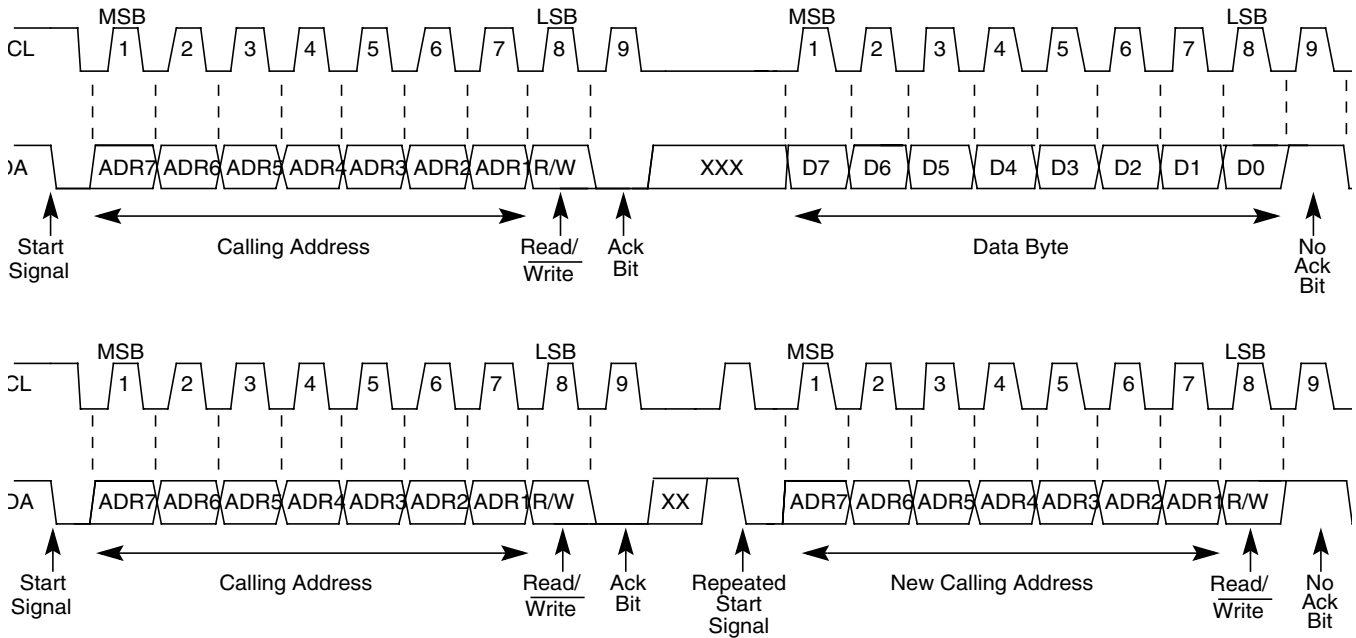 MSB LSB MSB LSB
CL 1 2 3 4 5 6 7 8 9 1 2 3 4 5 6 7 8 9
DA ADR7 ADR6 ADR5 ADR4 ADR3 ADR2 ADR1 R/W XXX D7 D6 D5 D4 D3 D2 D1 D0
Start Calling Address Read/ Ack Data Byte No
Signal Write Bit Ack
Bit
MSB LSB MSB LSB
CL 1 2 3 4 5 6 7 8 9 1 2 3 4 5 6 7 8 9
DA ADR7 ADR6 ADR5 ADR4 ADR3 ADR2 ADR1 R/W XX ADR7 ADR6 ADR5 ADR4 ADR3 ADR2 ADR1 R/W
Start Calling Address Read/ Ack Repeated New Calling Address Read/ No
Signal Write Bit Start Write Ack
Signal Bit